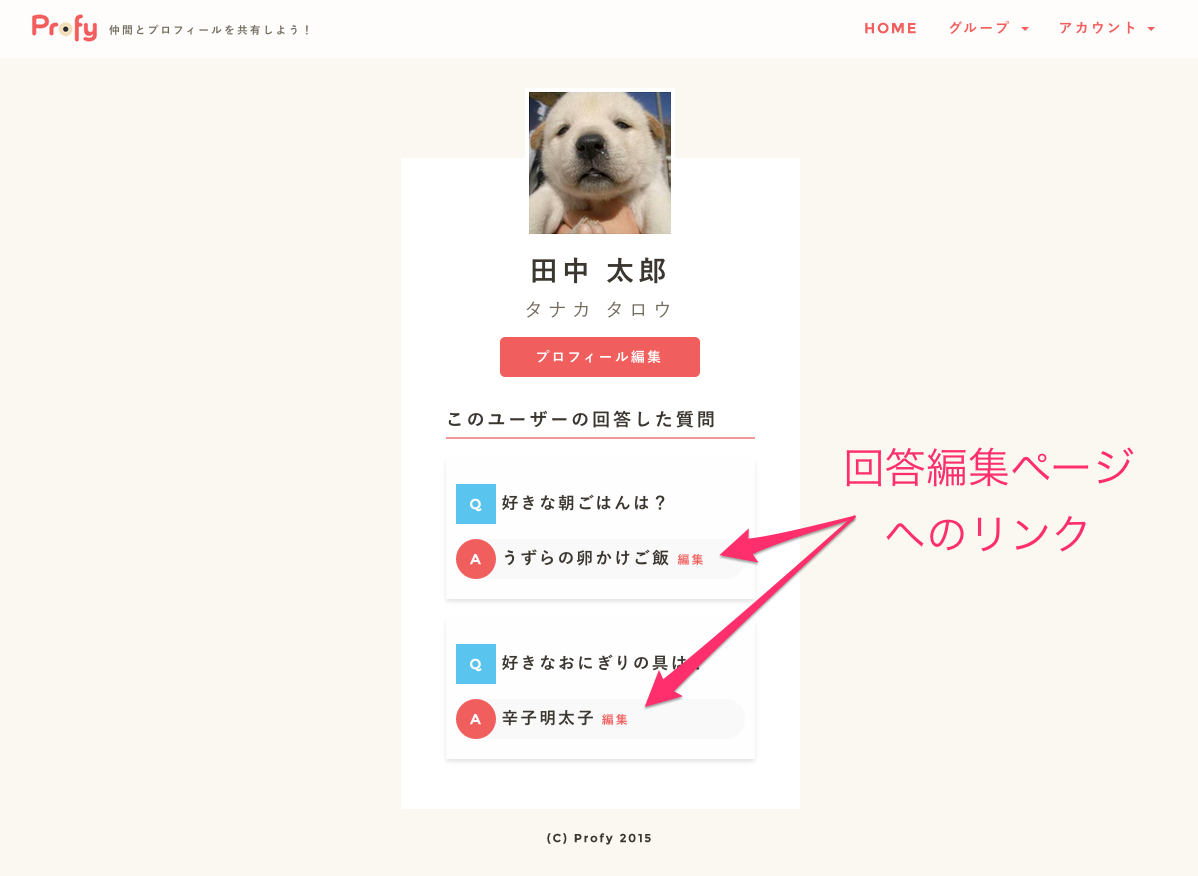 Profy 仲間とプロフィールを共有しよう！
HOME グループ アカウント
田中 太郎
タナカ タロウ
プロフィール編集
このユーザーの回答した質問
Q 好きな朝ごはんは？
A うずらの卵かけご飯 編集
回答編集ページ
へのリンク
Q 好きなおにぎりの具は
A 辛子明太子 編集
(C) Profy 2015